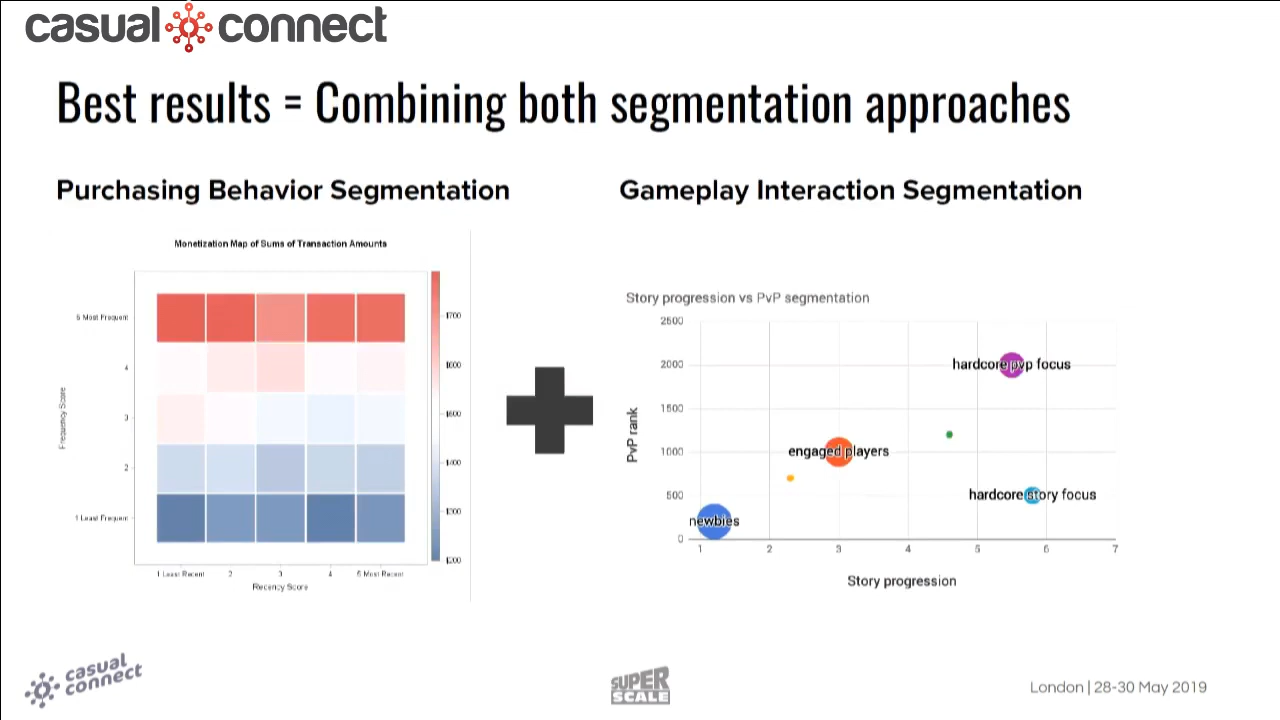 casual connect
Best results = Combining both segmentation approaches
Purchasing Behavior Segmentation
Gameplay Interaction Segmentation
Monetization Map of Sums of Transaction Amounts
5 Most Frequent
4
3
2
1 Least Frequent
Frequency Score
1 Least Recent
2
3
4
5 Most Recent
Recency Score
Story progression vs PvP segmentation
2500
2000
1500
1000
500
0
PvP rank
hardcore pvp focus
engaged players
hardcore story focus
newbies
1
2
3
4
5
6
7
Story progression
casual
connect
SUPER
SCALE
London | 28-30 May 2019